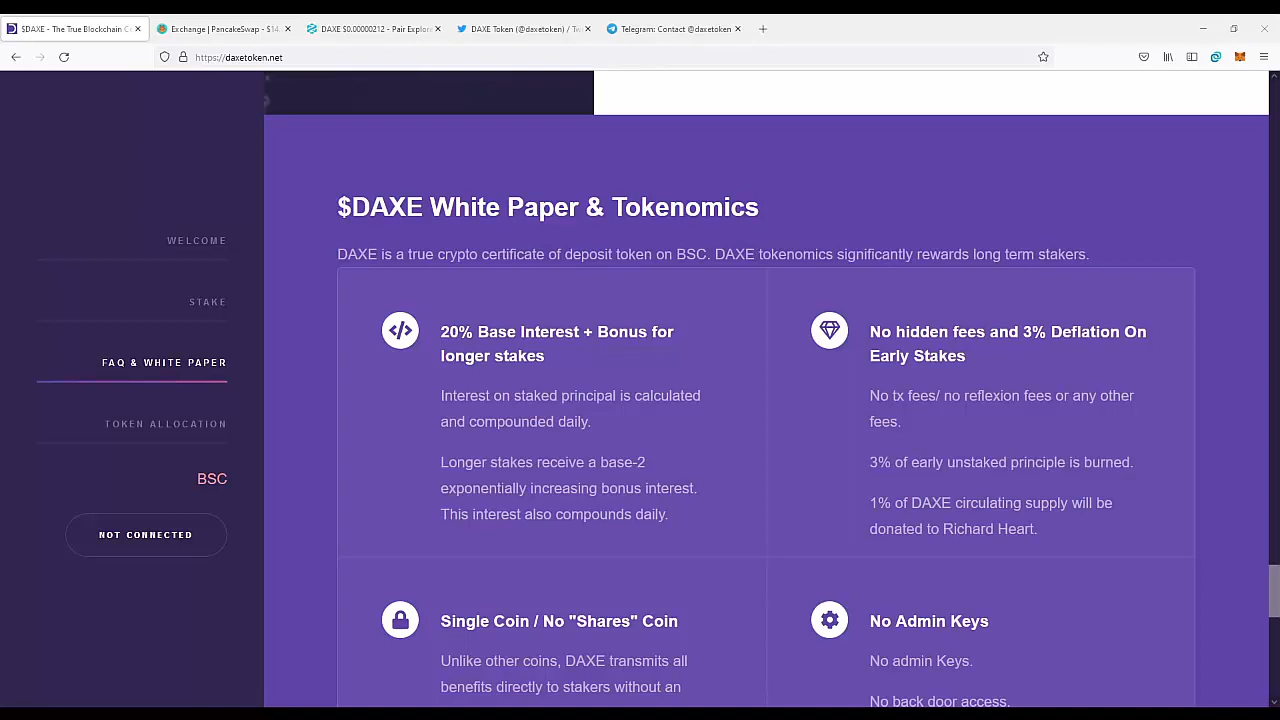 $DAXE - The True Blockchain C
Exchange | PancakeSwap - $14.
DAXE $0.00000212 - Pair Explor
DAXE Token (@daxetoken) / Tw
Telegram: Contact @daxetoken
https://daxetoken.net
WELCOME
STAKE
FAQ & WHITE PAPER
TOKEN ALLOCATION
BSC
NOT CONNECTED
$DAXE White Paper & Tokenomics
DAXE is a true crypto certificate of deposit token on BSC. DAXE tokenomics significantly rewards long term stakers.
20% Base Interest + Bonus for
longer stakes
Interest on staked principal is calculated
and compounded daily.
Longer stakes receive a base-2
exponentially increasing bonus interest.
This interest also compounds daily.
No hidden fees and 3% Deflation On
Early Stakes
No tx fees/ no reflexion fees or any other
fees.
3% of early unstaked principle is burned.
1% of DAXE circulating supply will be
donated to Richard Heart.
Single Coin / No "Shares" Coin
Unlike other coins, DAXE transmits all
benefits directly to stakers without an
No Admin Keys
No admin Keys.
No back door access.